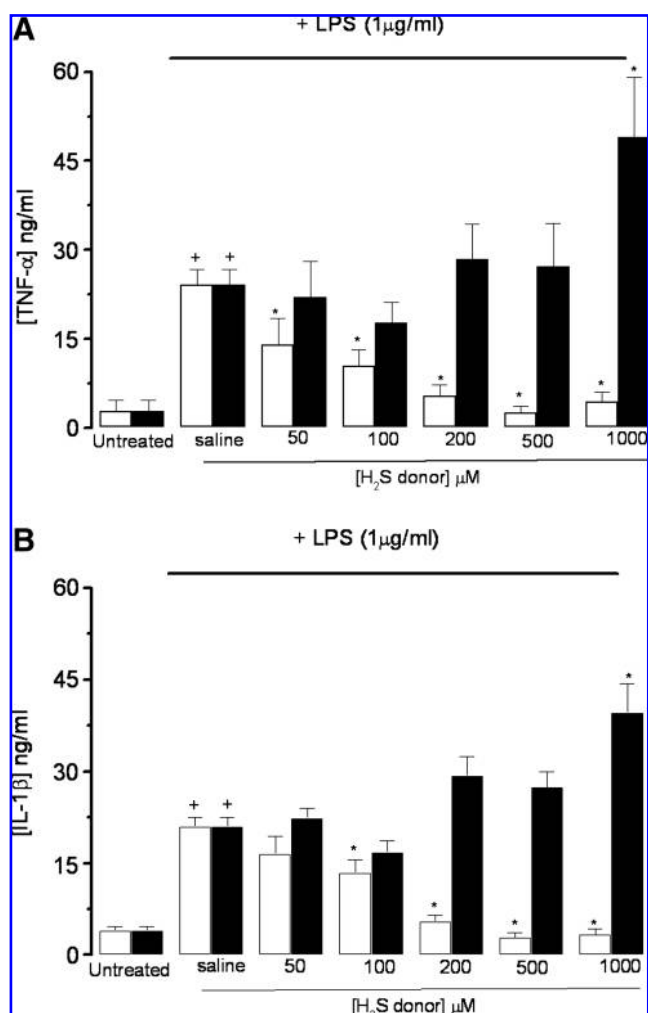 A
+ LPS (1µg/ml)
60
45
30
15
0
[TNF-α] ng/ml
+ +
* * * * * *
Untreated saline 50 100 200 500 1000
[H₂S donor] µM
B
+ LPS (1µg/ml)
60
45
30
15
0
[IL-1β] ng/ml
+ +
* * * * *
Untreated saline 50 100 200 500 1000
[H₂S donor] µM